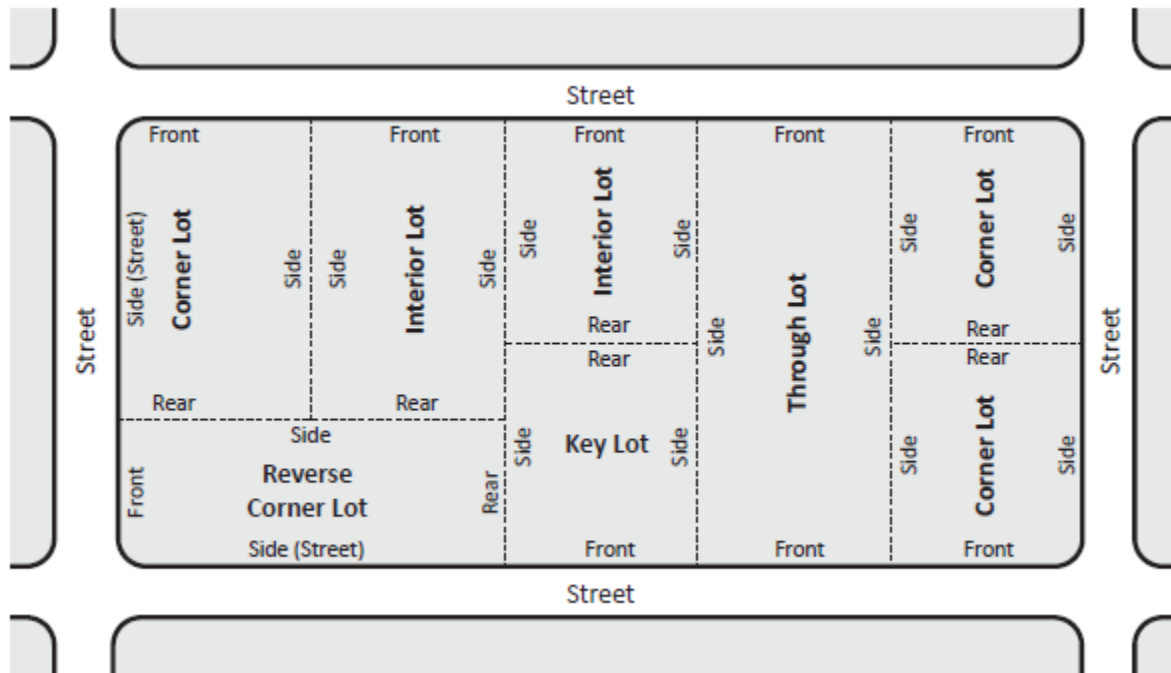 Street
Front
Front
Front
Front
Front
Side (Street)
Corner Lot
Side
Side
Interior Lot
Side
Side
Interior Lot
Side
Side
Corner Lot
Side
Street
Rear
Side
Through Lot
Side
Rear
Street
Rear
Rear
Rear
Rear
Side
Front
Reverse
Corner Lot
Rear
Side
Key Lot
Side
Side
Corner Lot
Side
Side (Street)
Front
Front
Front
Street